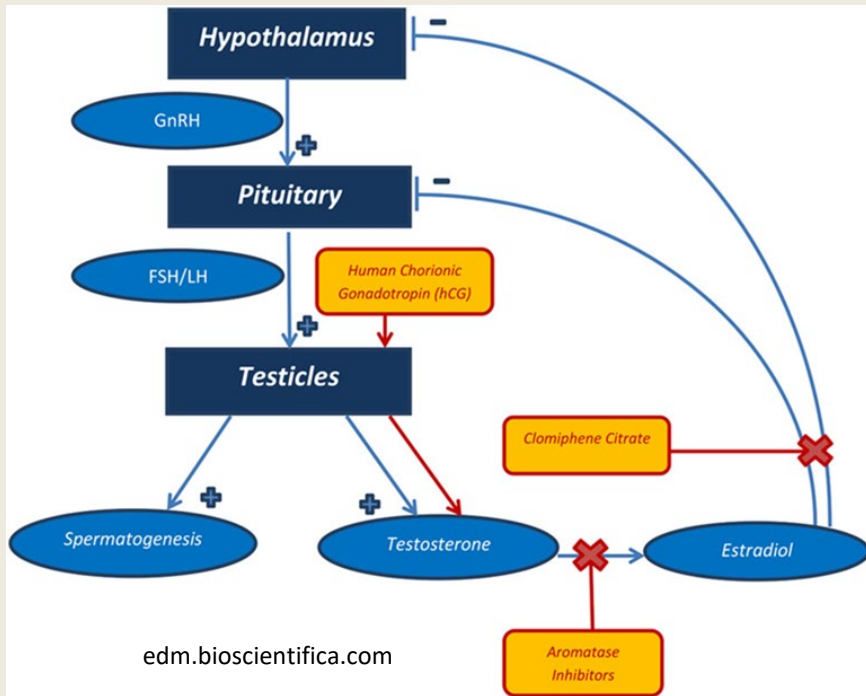 Hypothalamus
GnRH
Pituitary
FSH/LH
Human Chorionic
Gonadotropin (hCG)
Testicles
Clomiphene Citrate
Spermatogenesis
Testosterone
Estradiol
Aromatase
Inhibitors
edm.bioscientifica.com